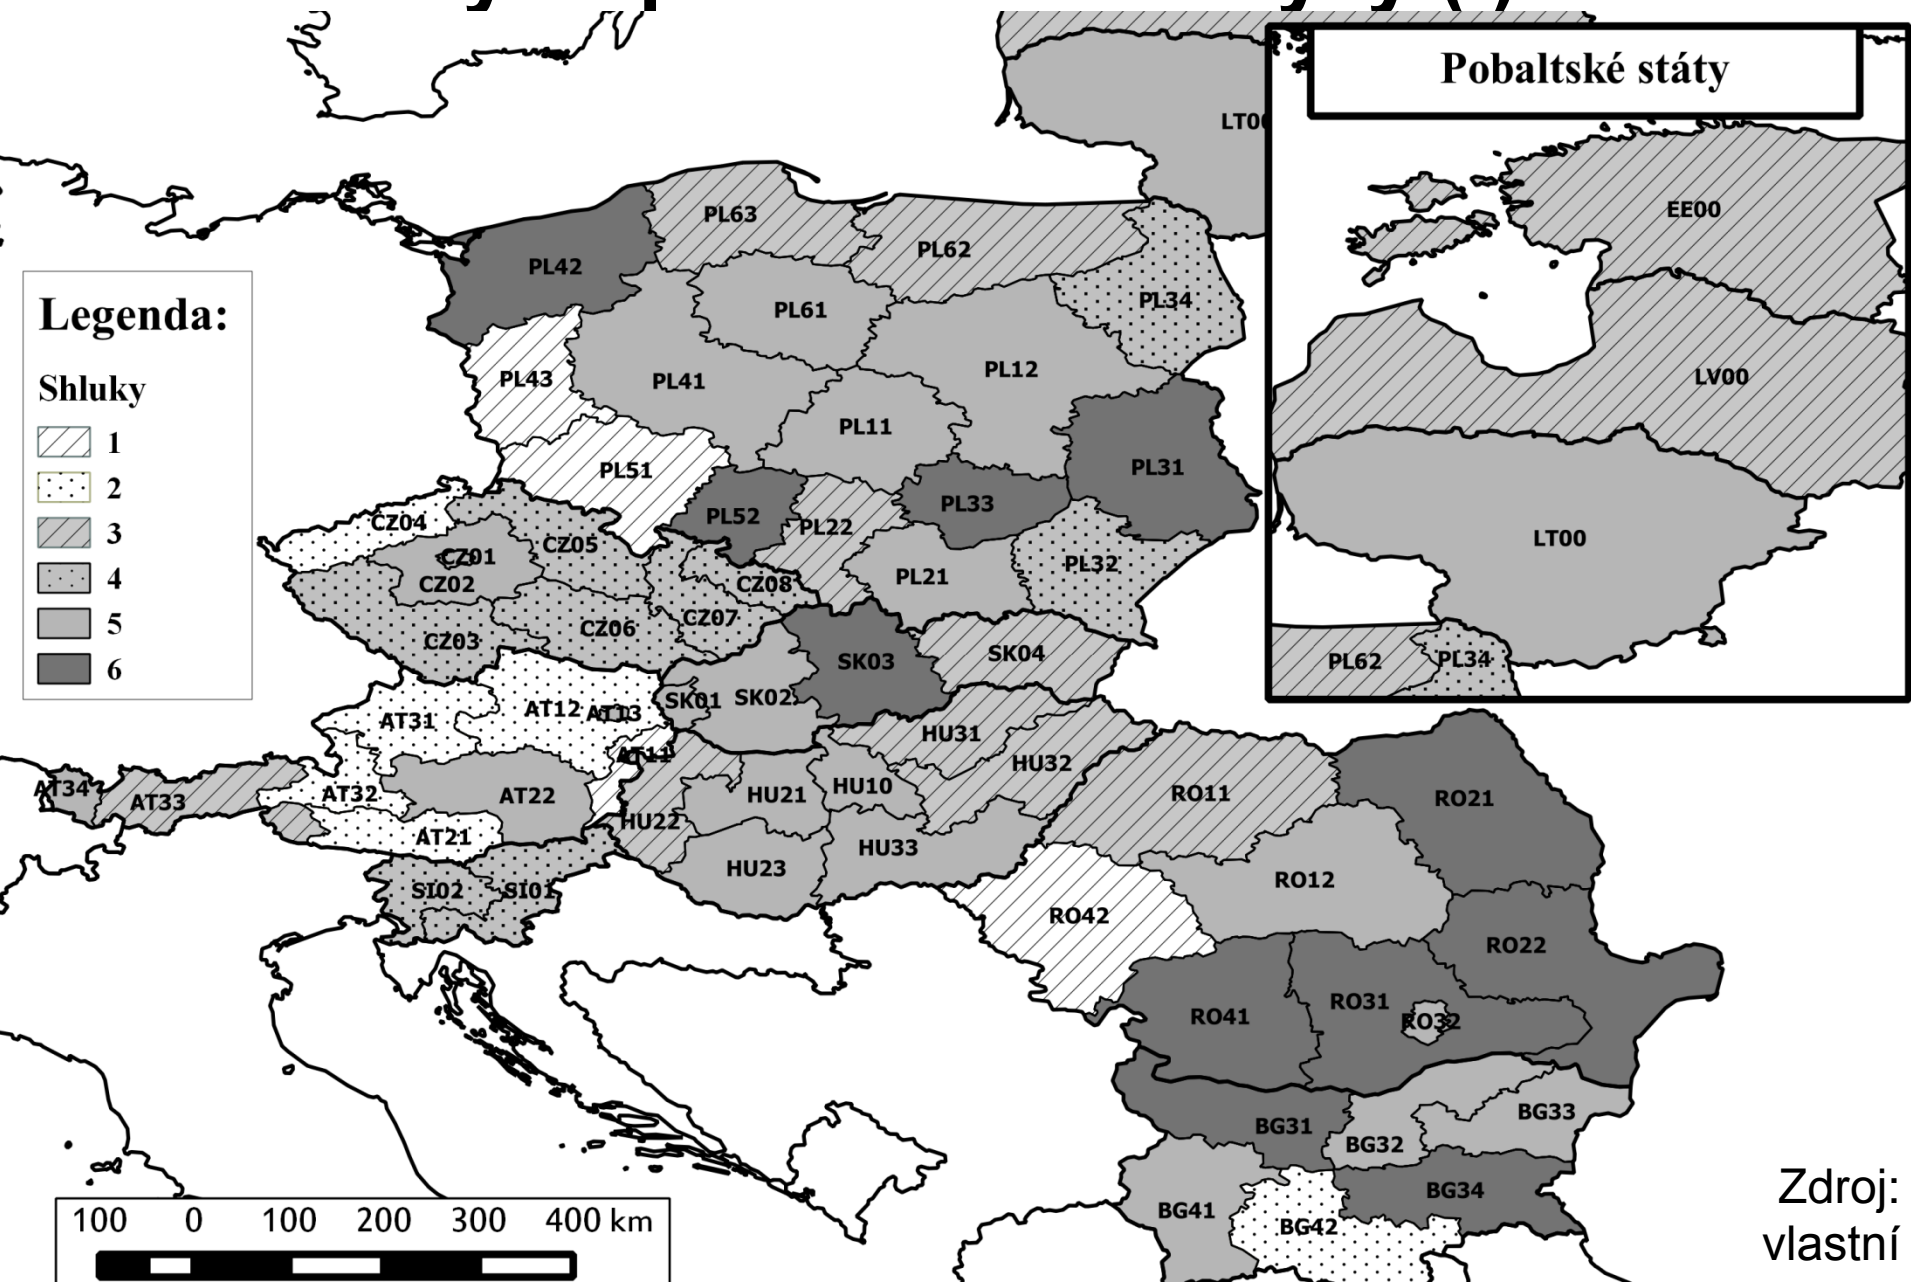 Pobaltské státy
LT00
EE00
LV00
LT00
PL62
PL34
Legenda:
Shluky
1
2
3
4
5
6
PL63
PL62
PL42
PL34
PL61
PL43
PL41
PL12
PL11
PL51
PL31
PL52
PL22
PL33
CZ04
CZ05
CZ01
CZ02
CZ08
PL21
PL32
CZ03
CZ06
CZ07
SK03
SK04
AT31
AT12
AT13
SK01
SK02
AT11
HU31
HU32
AT34
AT33
AT32
AT22
HU21
HU10
RO11
RO21
AT21
HU22
HU23
HU33
SI02
SI01
RO12
RO42
RO22
RO41
RO31
RO32
BG31
BG32
BG33
BG41
BG42
BG34
100 0 100 200 300 400 km
Zdroj:
vlastní